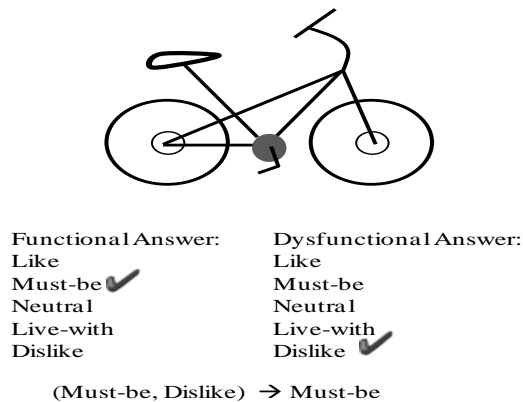 Functional Answer:
Like
Must-be ✔
Neutral
Live-with
Dislike
Dysfunctional Answer:
Like
Must-be
Neutral
Live-with
Dislike ✔
(Must-be, Dislike) → Must-be